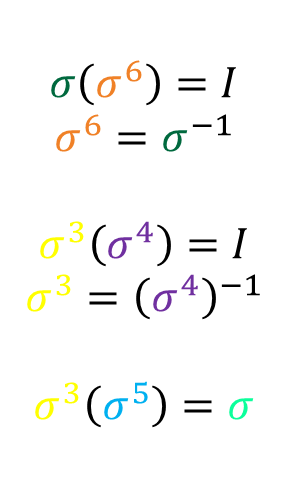 σ(σ⁶) = I
σ⁶ = σ⁻¹
σ³(σ⁴) = I
σ³ = (σ⁴)⁻¹
σ³(σ⁵) = σ